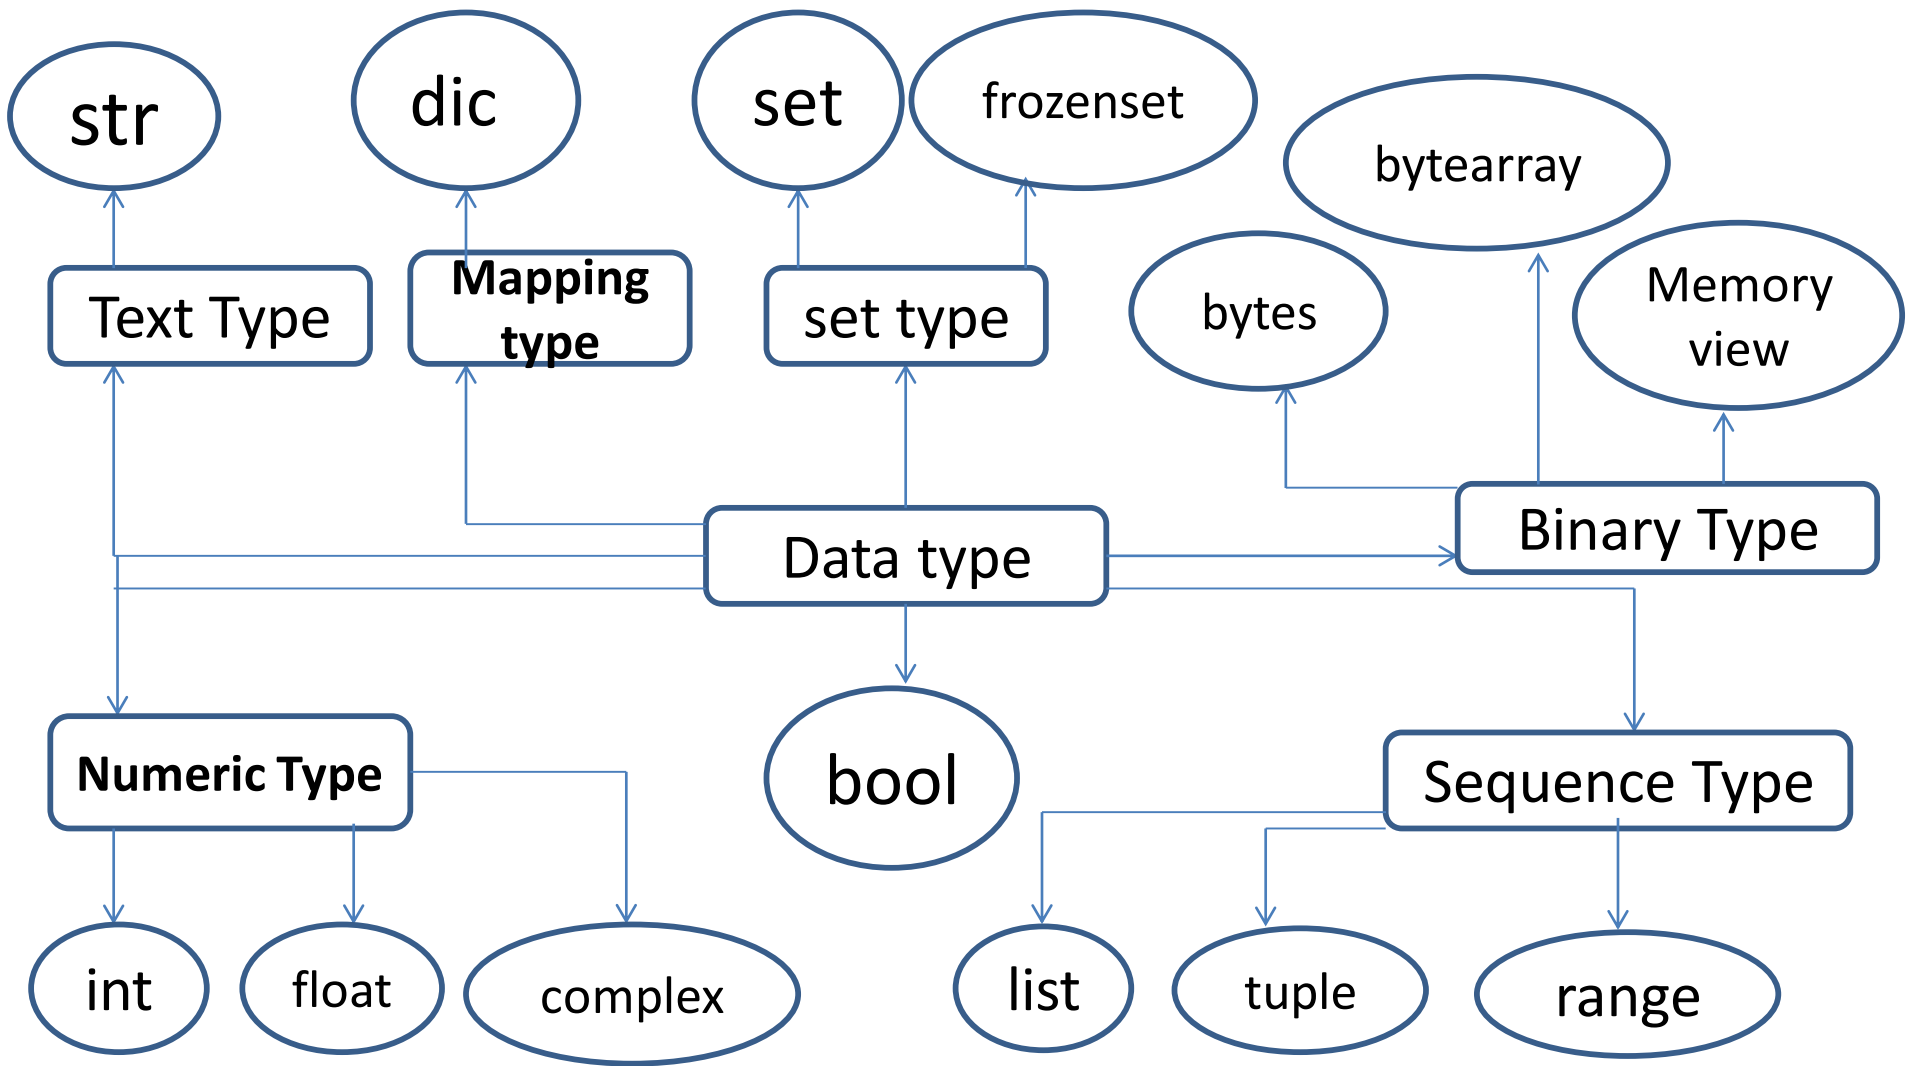 str
dic
set
frozenset
bytearray
Text Type
Mapping
type
set type
bytes
Memory
view
Data type
Binary Type
Numeric Type
bool
Sequence Type
int
float
complex
list
tuple
range